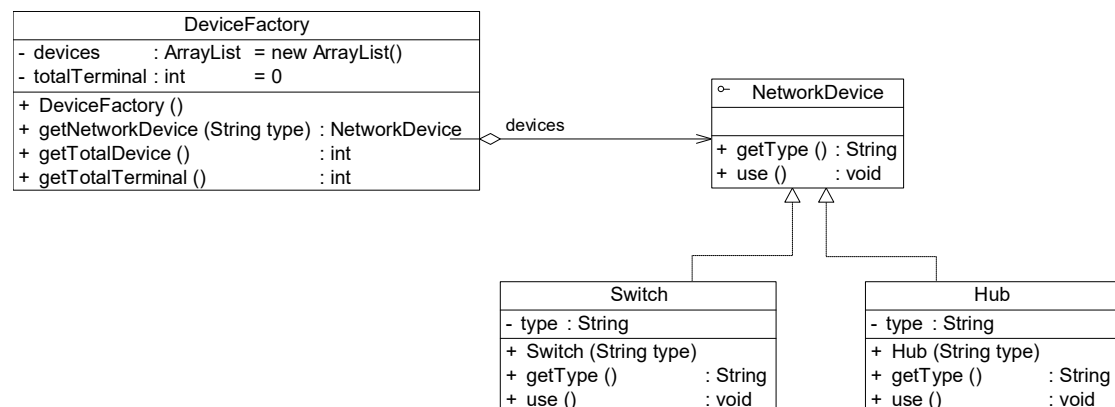 DeviceFactory
- devices : ArrayList = new ArrayList()
- totalTerminal : int = 0
+ DeviceFactory ()
+ getNetworkDevice (String type) : NetworkDevice
+ getTotalDevice () : int
+ getTotalTerminal () : int
devices
NetworkDevice
+ getType () : String
+ use () : void
Switch
- type : String
+ Switch (String type)
+ getType () : String
+ use () : void
Hub
- type : String
+ Hub (String type)
+ getType () : String
+ use () : void